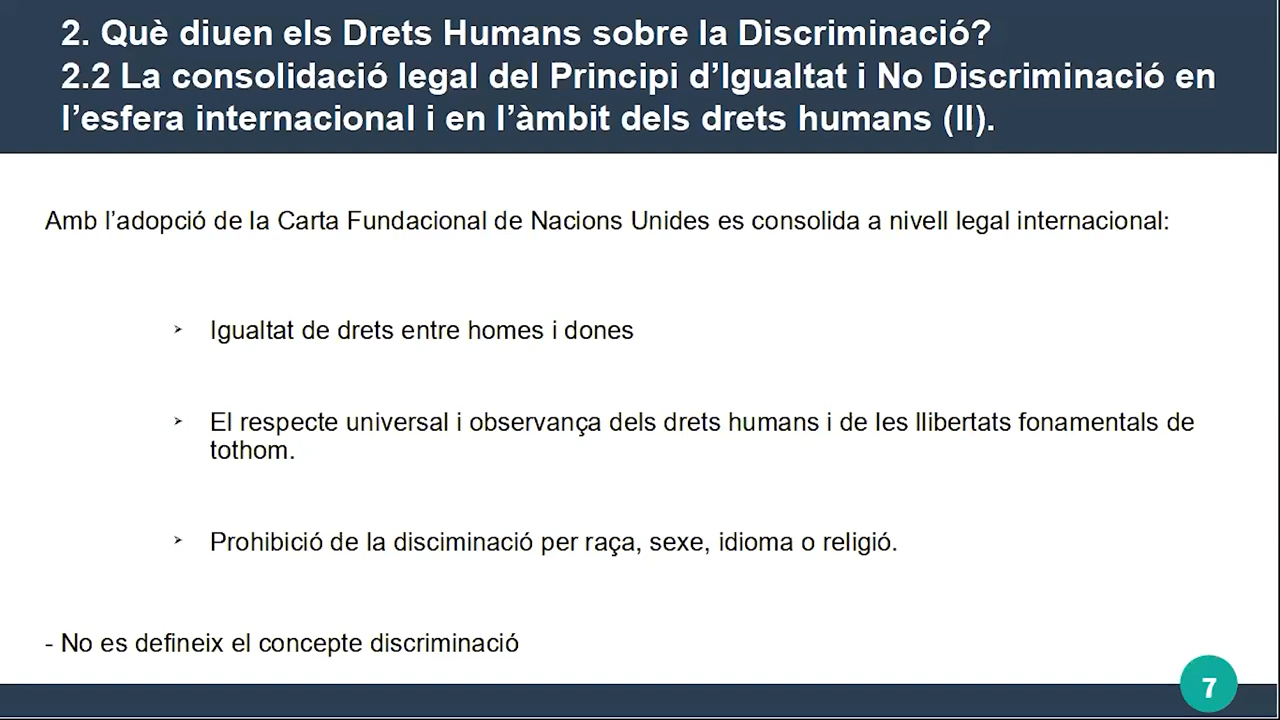 2. Què diuen els Drets Humans sobre la Discriminació?
2.2 La consolidació legal del Principi d’Igualtat i No Discriminació en
l’esfera internacional i en l’àmbit dels drets humans (II).
Amb l’adopció de la Carta Fundacional de Nacions Unides es consolida a nivell legal internacional:
➢ Igualtat de drets entre homes i dones
➢ El respecte universal i observança dels drets humans i de les llibertats fonamentals de
tothom.
➢ Prohibició de la disciminació per raça, sexe, idioma o religió.
- No es defineix el concepte discriminació
7